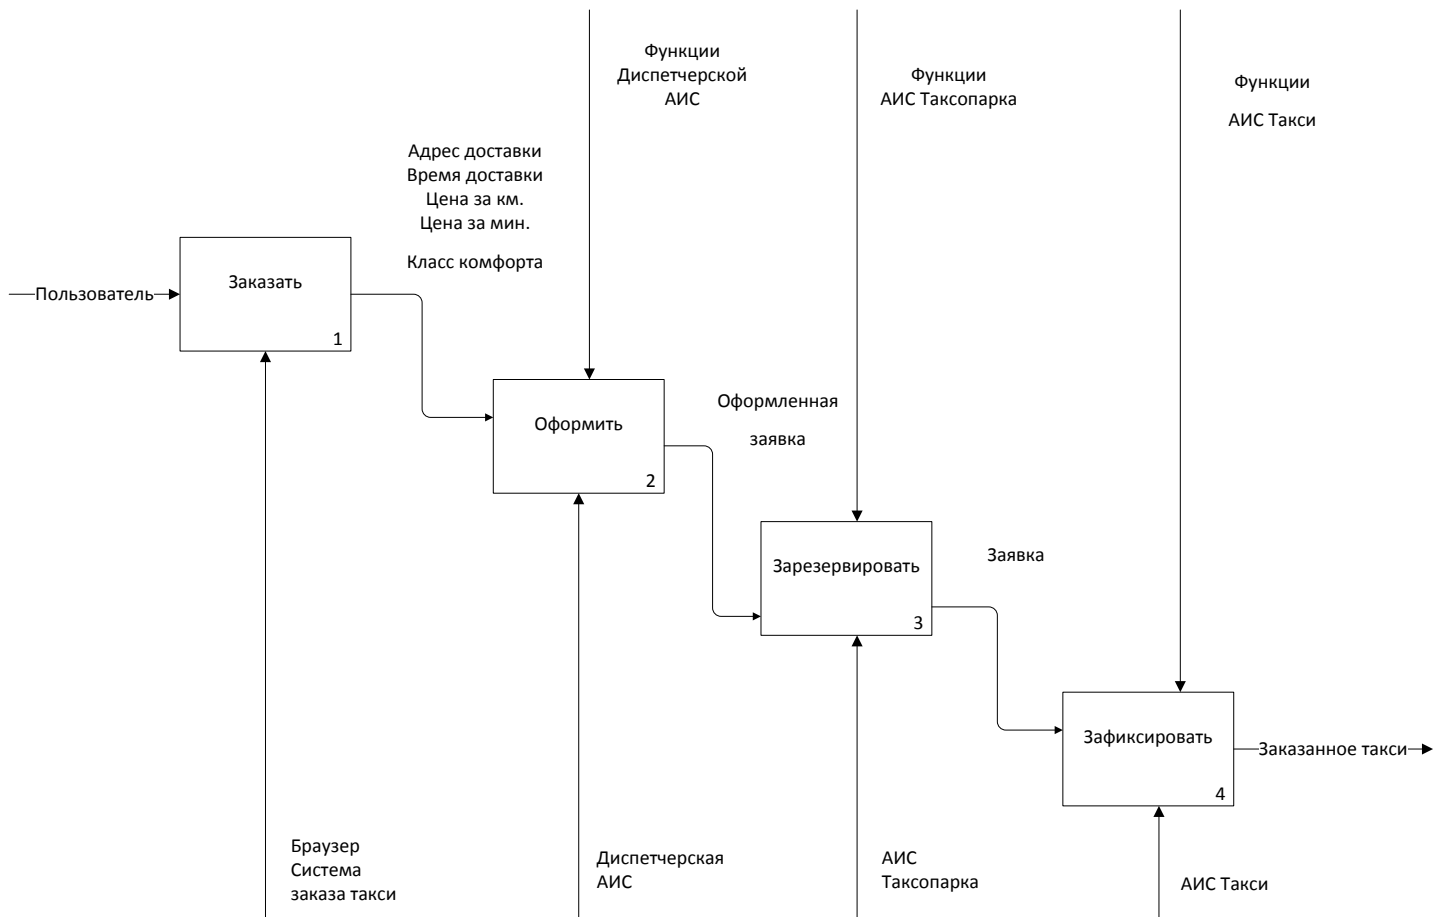 Функции
Диспетчерской
АИС
Функции
АИС Таксопарка
Функции
АИС Такси
Адрес доставки
Время доставки
Цена за км.
Цена за мин.
Класс комфорта
Пользователь
Заказать
1
Оформить
2
Оформленная
заявка
Зарезервировать
3
Заявка
Зафиксировать
4
Заказанное такси
Браузер
Система
заказа такси
Диспетчерская
АИС
АИС
Таксопарка
АИС Такси